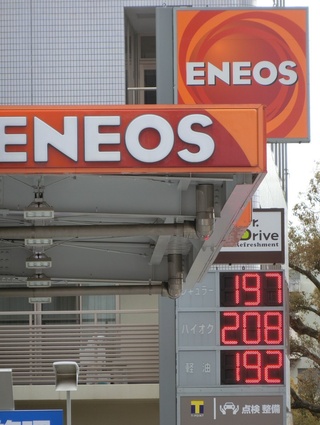 ENEOS
ENEOS
Dr.
Drive
Refreshment
レギュラー 197
ハイオク 208
軽油 192
点検 整備